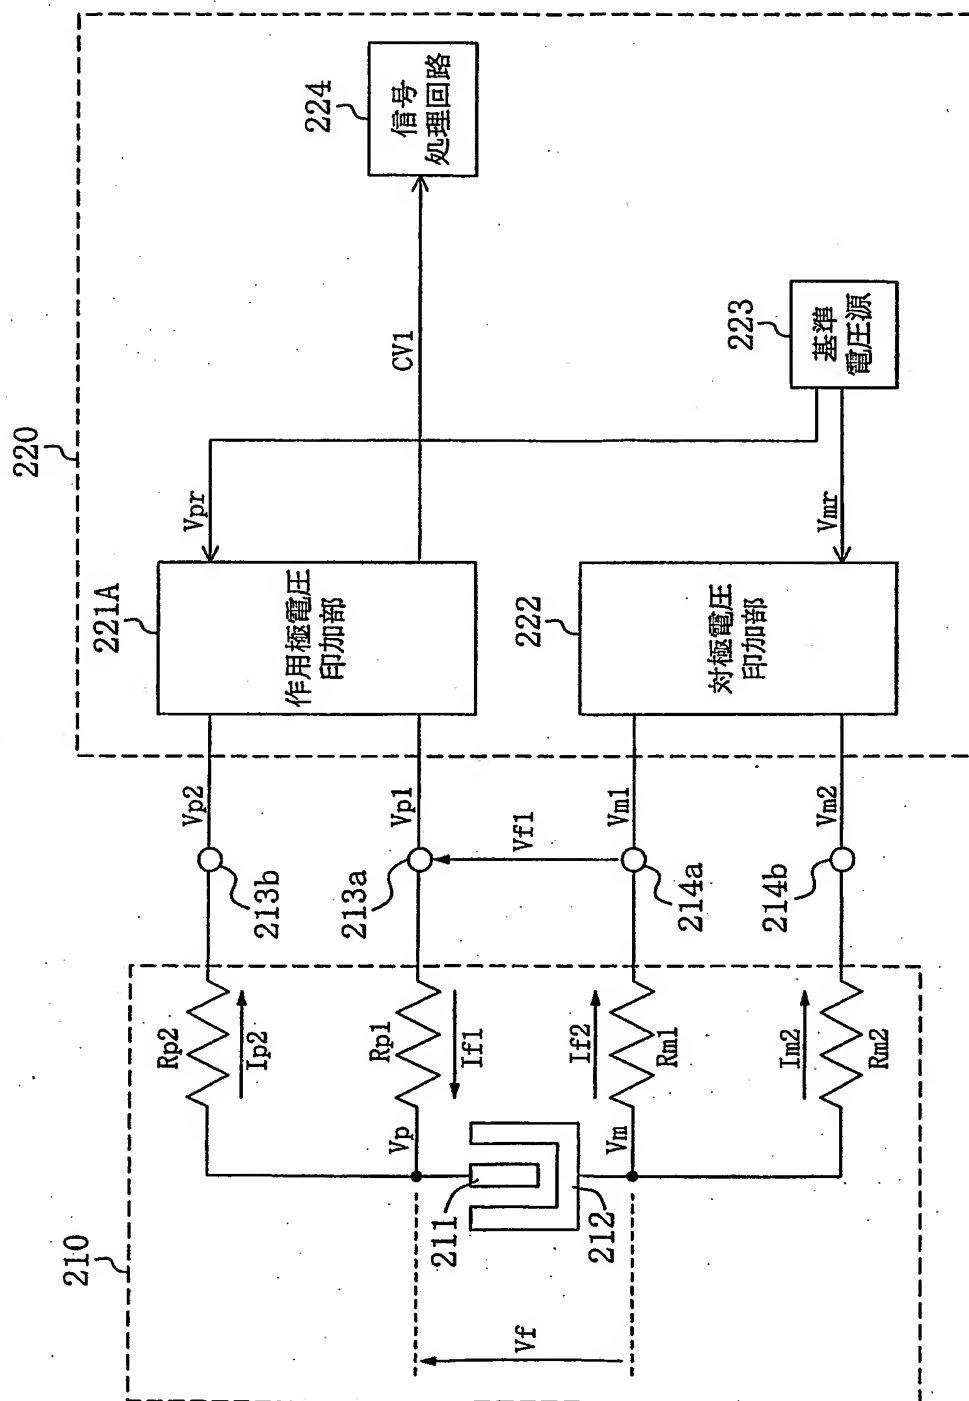 220
224
信号
処理回路
CV1
223
基準
電圧源
Vpr
Vmr
221A
作用極電圧
印加部
222
対極電圧
印加部
Vp2
Vp1
Vm1
Vm2
Vf1
213b
213a
214a
214b
210
Rp2
Ip2
Rp1
If1
If2
Rm1
Im2
Rm2
Vp
Vm
211
212
Vf